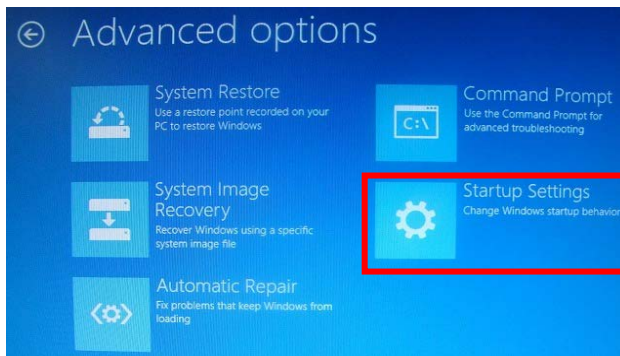 Advanced options
System Restore
Use a restore point recorded on your
PC to restore Windows
System Image
Recovery
Recover Windows using a specific
system image file
Automatic Repair
Fix problems that keep Windows from
loading
Command Prompt
Use the Command Prompt for
advanced troubleshooting
C:\
Startup Settings
Change Windows startup behavior